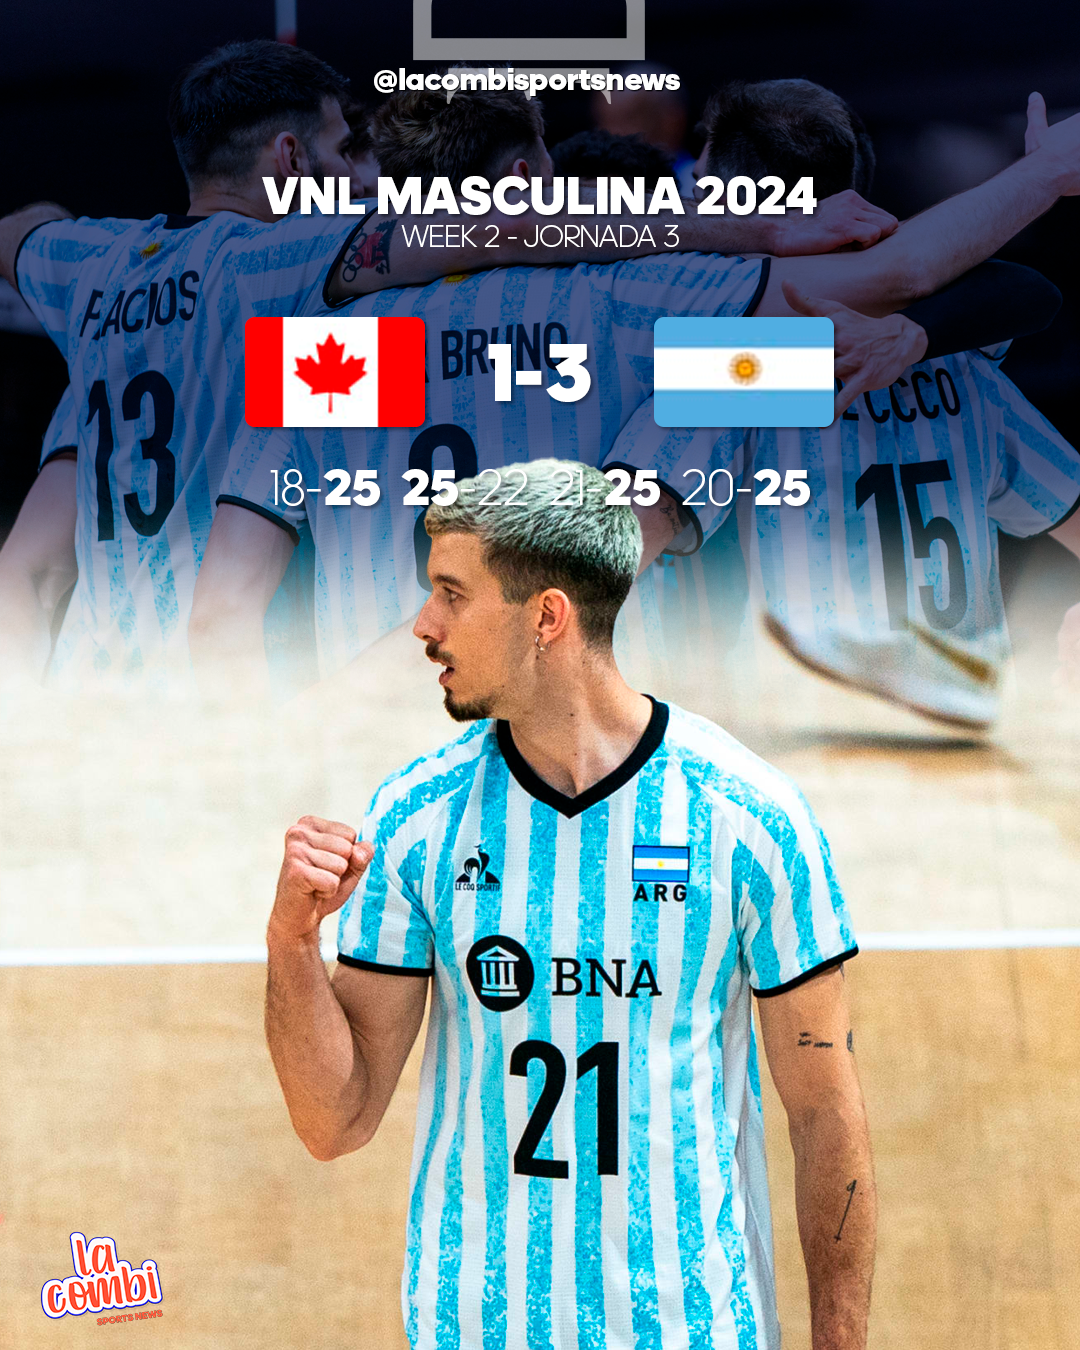 @lacombisportsnews
VNL MASCULINA 2024
WEEK 2 - JORNADA 3
PALACIOS
13
BRUNO
1-3
15
18-25 25-22 21-25 20-25
LE COQ SPORTIF
ARG
BNA
21
la
combi
SPORTS NEWS